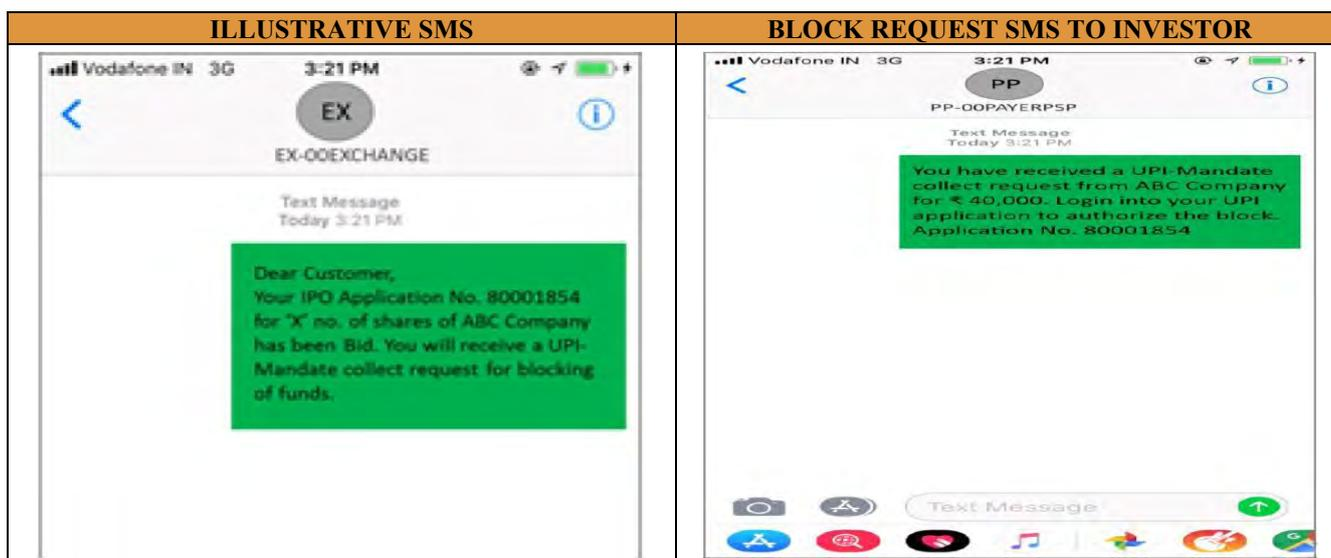 ILLUSTRATIVE SMS
BLOCK REQUEST SMS TO INVESTOR
Vodafone IN 3G 3:21 PM
EX
EX-OOEXCHANGE
Text Message
Today 3:21 PM
Dear Customer,
Your IPO Application No. 80001854
for 'X' no. of shares of ABC Company
has been Bid. You will receive a UPI-
Mandate collect request for blocking
of funds.
Vodafone IN 3G 3:21 PM
PP
PP-OOPAYERPSP
Text Message
Today 3:21 PM
You have received a UPI-Mandate
collect request from ABC Company
for ₹ 40,000. Login into your UPI
application to authorize the block.
Application No. 80001854
Text Message